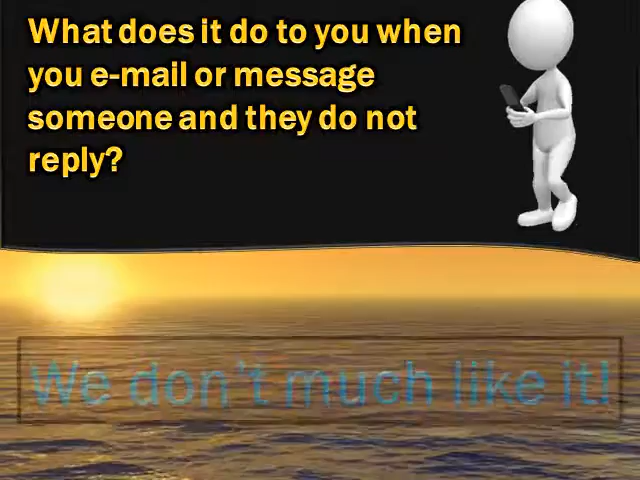 What does it do to you when
you e-mail or message
someone and they do not
reply?
We don't much like it!